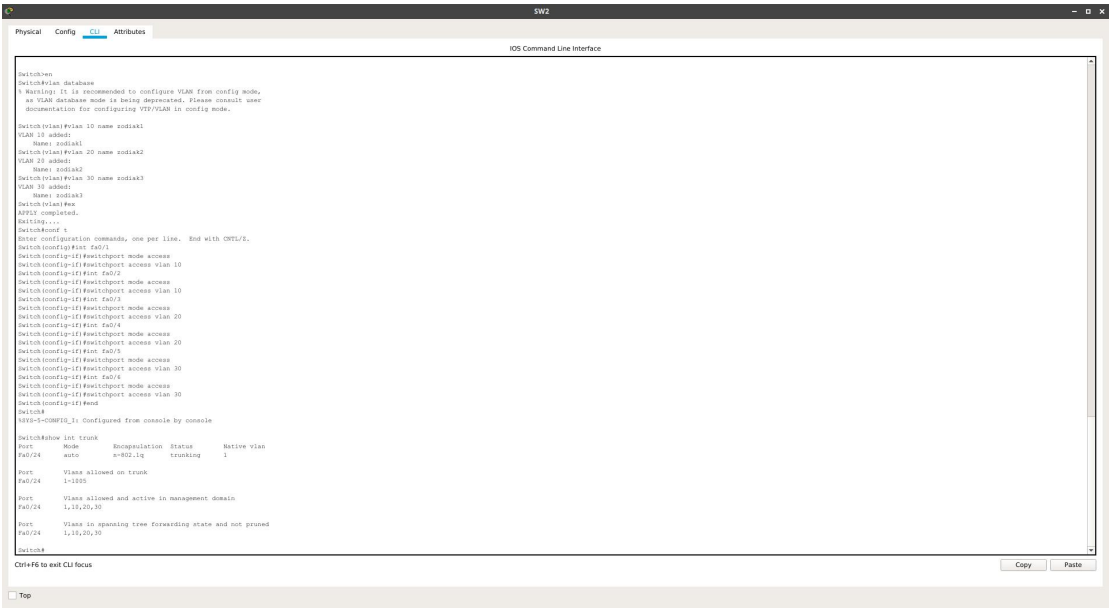 SW2
Physical Config CLI Attributes
IOS Command Line Interface
Switch>en
Switch#vlan database
% Warning: It is recommended to configure VLAN from config mode,
as VLAN database mode is being deprecated. Please consult user
documentation for configuring VTP/VLAN in config mode.
Switch(vlan)#vlan 10 name zodiak1
VLAN 10 added:
Name: zodiak1
Switch(vlan)#vlan 20 name zodiak2
VLAN 20 added:
Name: zodiak2
Switch(vlan)#vlan 30 name zodiak3
VLAN 30 added:
Name: zodiak3
Switch(vlan)#ex
APPLY completed.
Exiting....
Switch#conf t
Enter configuration commands, one per line. End with CNTL/Z.
Switch(config)#int fa0/1
Switch(config-if)#switchport mode access
Switch(config-if)#switchport access vlan 10
Switch(config-if)#int fa0/2
Switch(config-if)#switchport mode access
Switch(config-if)#switchport access vlan 10
Switch(config-if)#int fa0/3
Switch(config-if)#switchport mode access
Switch(config-if)#switchport access vlan 20
Switch(config-if)#int fa0/4
Switch(config-if)#switchport mode access
Switch(config-if)#switchport access vlan 20
Switch(config-if)#int fa0/5
Switch(config-if)#switchport mode access
Switch(config-if)#switchport access vlan 30
Switch(config-if)#int fa0/6
Switch(config-if)#switchport mode access
Switch(config-if)#switchport access vlan 30
Switch(config-if)#end
Switch#
%SYS-5-CONFIG_I: Configured from console by console
Switch#show int trunk
Port Mode Encapsulation Status Native vlan
Fa0/24 auto n-802.1q trunking 1
Port Vlans allowed on trunk
Fa0/24 1-1005
Port Vlans allowed and active in management domain
Fa0/24 1,10,20,30
Port Vlans in spanning tree forwarding state and not pruned
Fa0/24 1,10,20,30
Switch#
Ctrl+F6 to exit CLI focus
Copy Paste
Top